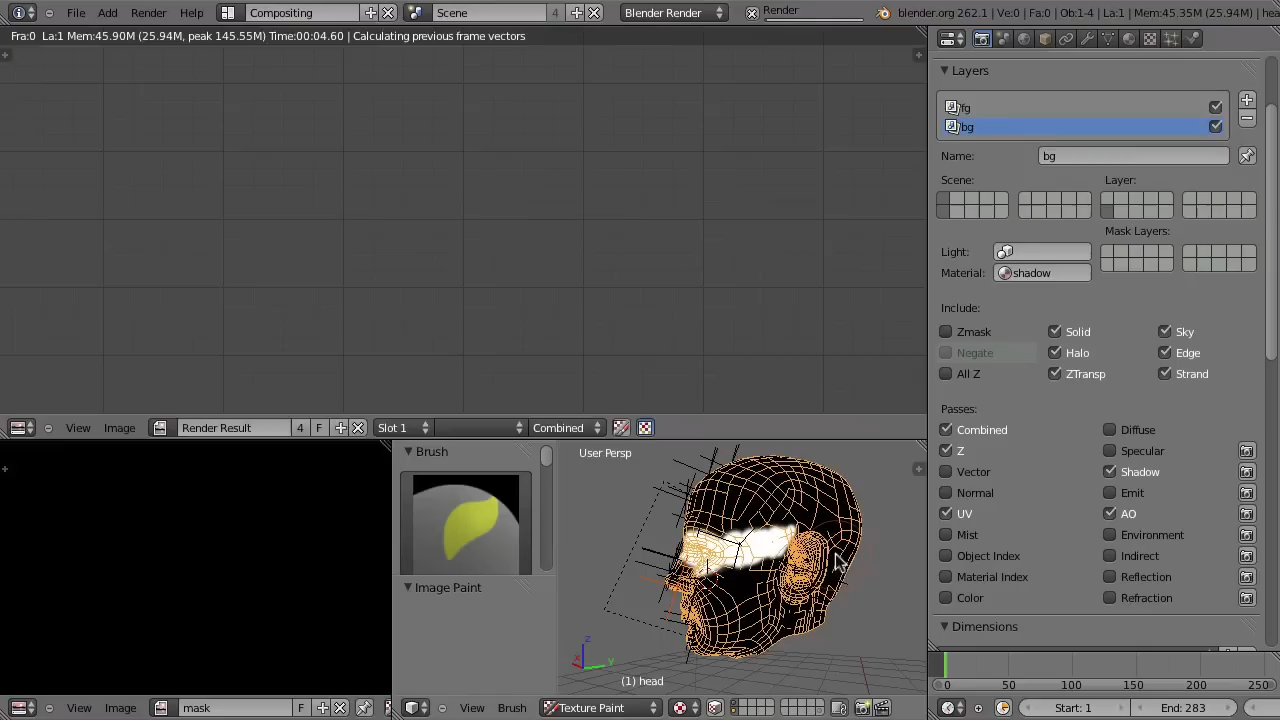 File Add Render Help Compositing Scene 4 Blender Render Render blender.org 262.1 | Ve:0 | Fa:0 | Ob:1-4 | La:1 | Mem:45.35M (25.94M) | hea
Fra:0 La:1 Mem:45.90M (25.94M, peak 145.55M) Time:00:04.60 | Calculating previous frame vectors
Layers
fg
bg
Name: bg
Scene: Layer:
Mask Layers:
Light:
Material: shadow
Include:
Zmask Solid Sky
Negate Halo Edge
All Z ZTransp Strand
Passes:
Combined Diffuse
Z Specular
Vector Shadow
Normal Emit
UV AO
Mist Environment
Object Index Indirect
Material Index Reflection
Color Refraction
Dimensions
View Image Render Result 4 F Slot 1 Combined
Brush
Image Paint
User Persp
z
x y
(1) head
0 50 100 150 200 250
View Image mask F
View Brush Texture Paint
Start: 1 End: 283